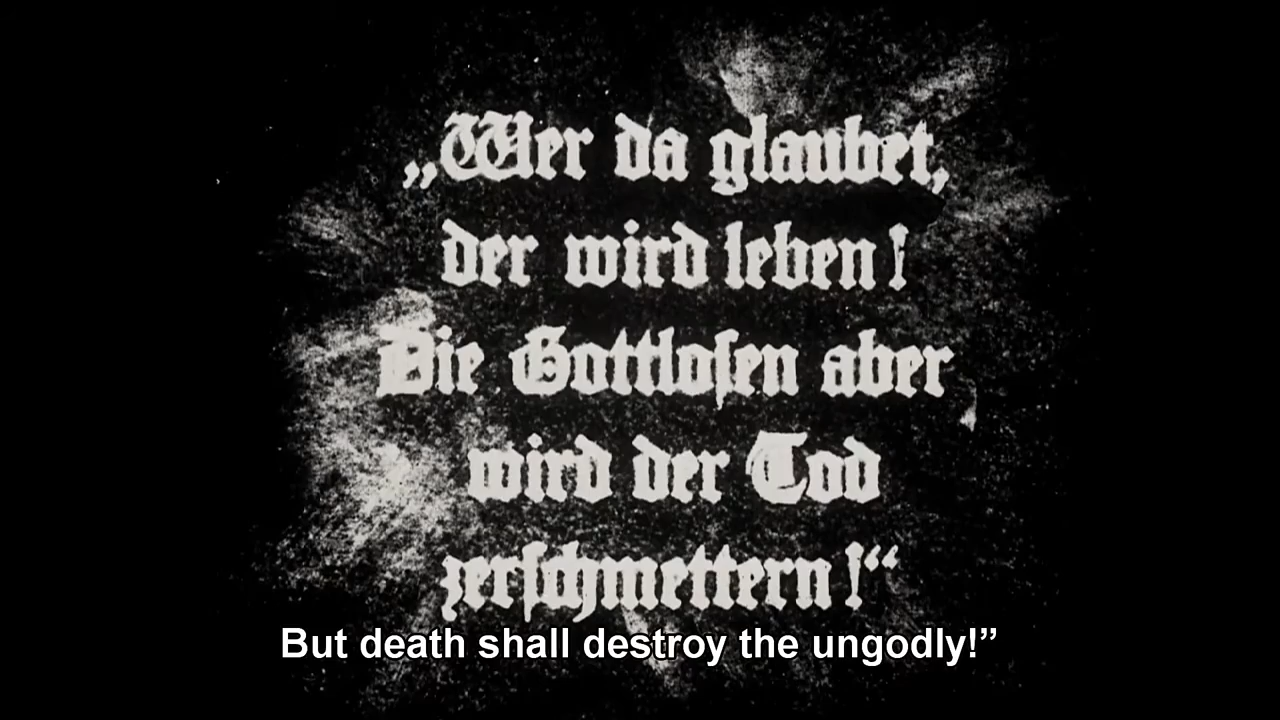 „Wer da glaubet,
der wird leben!
Die Gottlosen aber
wird der Tod
zerschmettern!“
But death shall destroy the ungodly!”